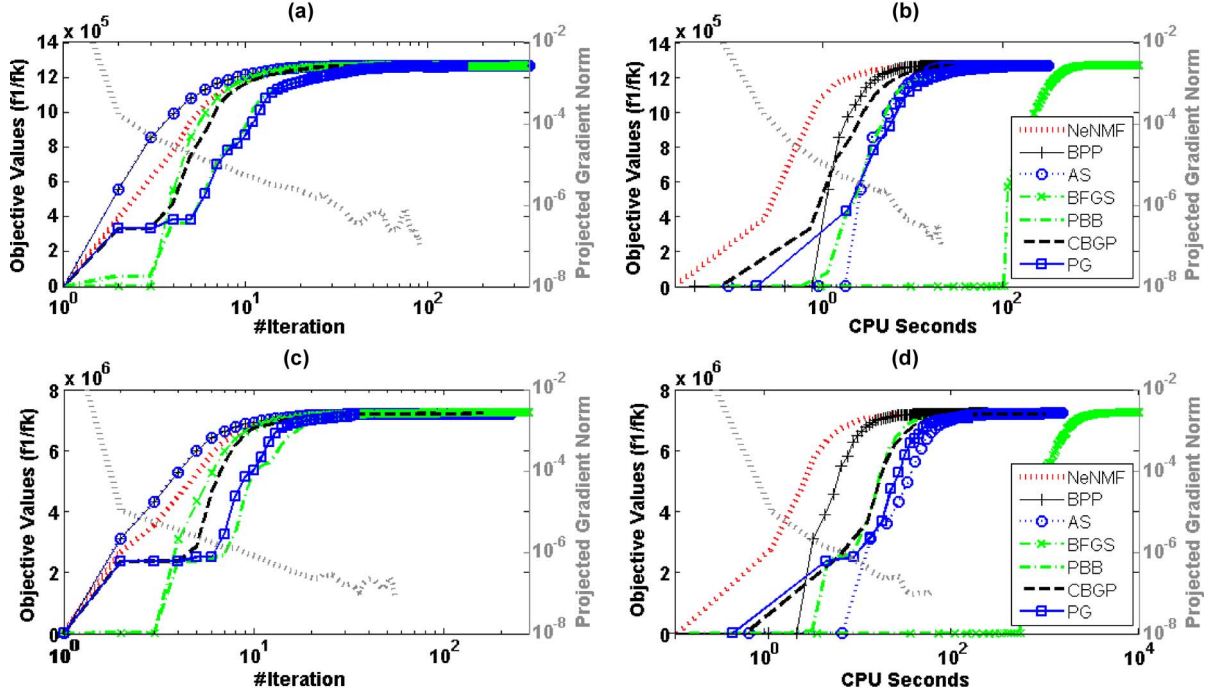 (a)
x 10^5
14
12
10
8
6
4
2
0
Objective Values (f1/fk)
10^0
10^1
10^2
#Iteration
10^-2
10^-4
10^-6
10^-8
Projected Gradient Norm
(b)
x 10^5
14
12
10
8
6
4
2
0
Objective Values (f1/fk)
10^0
10^2
CPU Seconds
10^-2
10^-4
10^-6
10^-8
Projected Gradient Norm
NeNMF
BPP
AS
BFGS
PBB
CBGP
PG
(c)
x 10^6
8
6
4
2
0
Objective Values (f1/fk)
10^0
10^1
10^2
#Iteration
10^-2
10^-4
10^-6
10^-8
Projected Gradient Norm
(d)
x 10^6
8
6
4
2
0
Objective Values (f1/fk)
10^0
10^2
10^4
CPU Seconds
10^-2
10^-4
10^-6
10^-8
Projected Gradient Norm
NeNMF
BPP
AS
BFGS
PBB
CBGP
PG